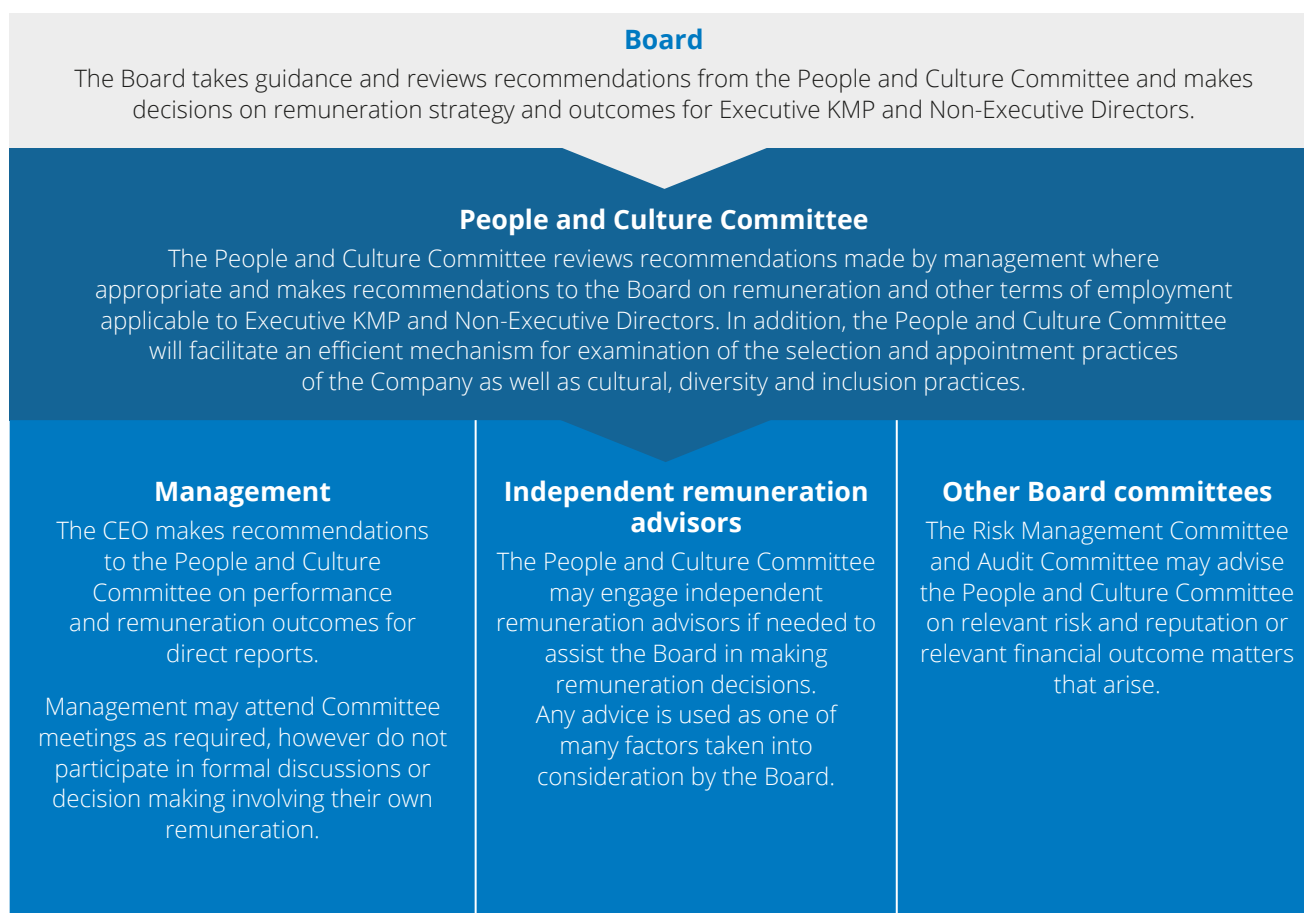 Board
The Board takes guidance and reviews recommendations from the People and Culture Committee and makes
decisions on remuneration strategy and outcomes for Executive KMP and Non-Executive Directors.
People and Culture Committee
The People and Culture Committee reviews recommendations made by management where
appropriate and makes recommendations to the Board on remuneration and other terms of employment
applicable to Executive KMP and Non-Executive Directors. In addition, the People and Culture Committee
will facilitate an efficient mechanism for examination of the selection and appointment practices
of the Company as well as cultural, diversity and inclusion practices.
Management
The CEO makes recommendations
to the People and Culture
Committee on performance
and remuneration outcomes for
direct reports.
Management may attend Committee
meetings as required, however do not
participate in formal discussions or
decision making involving their own
remuneration.
Independent remuneration
advisors
The People and Culture Committee
may engage independent
remuneration advisors if needed to
assist the Board in making
remuneration decisions.
Any advice is used as one of
many factors taken into
consideration by the Board.
Other Board committees
The Risk Management Committee
and Audit Committee may advise
the People and Culture Committee
on relevant risk and reputation or
relevant financial outcome matters
that arise.